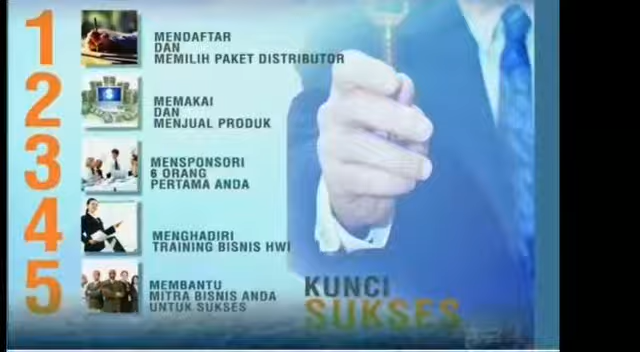 1
MENDAFTAR
DAN
MEMILIH PAKET DISTRIBUTOR
2
MEMAKAI
DAN
MENJUAL PRODUK
3
MENSPONSORI
6 ORANG
PERTAMA ANDA
4
MENGHADIRI
TRAINING BISNIS HWI
5
MEMBANTU
MITRA BISNIS ANDA
UNTUK SUKSES
KUNCI
SUKSES